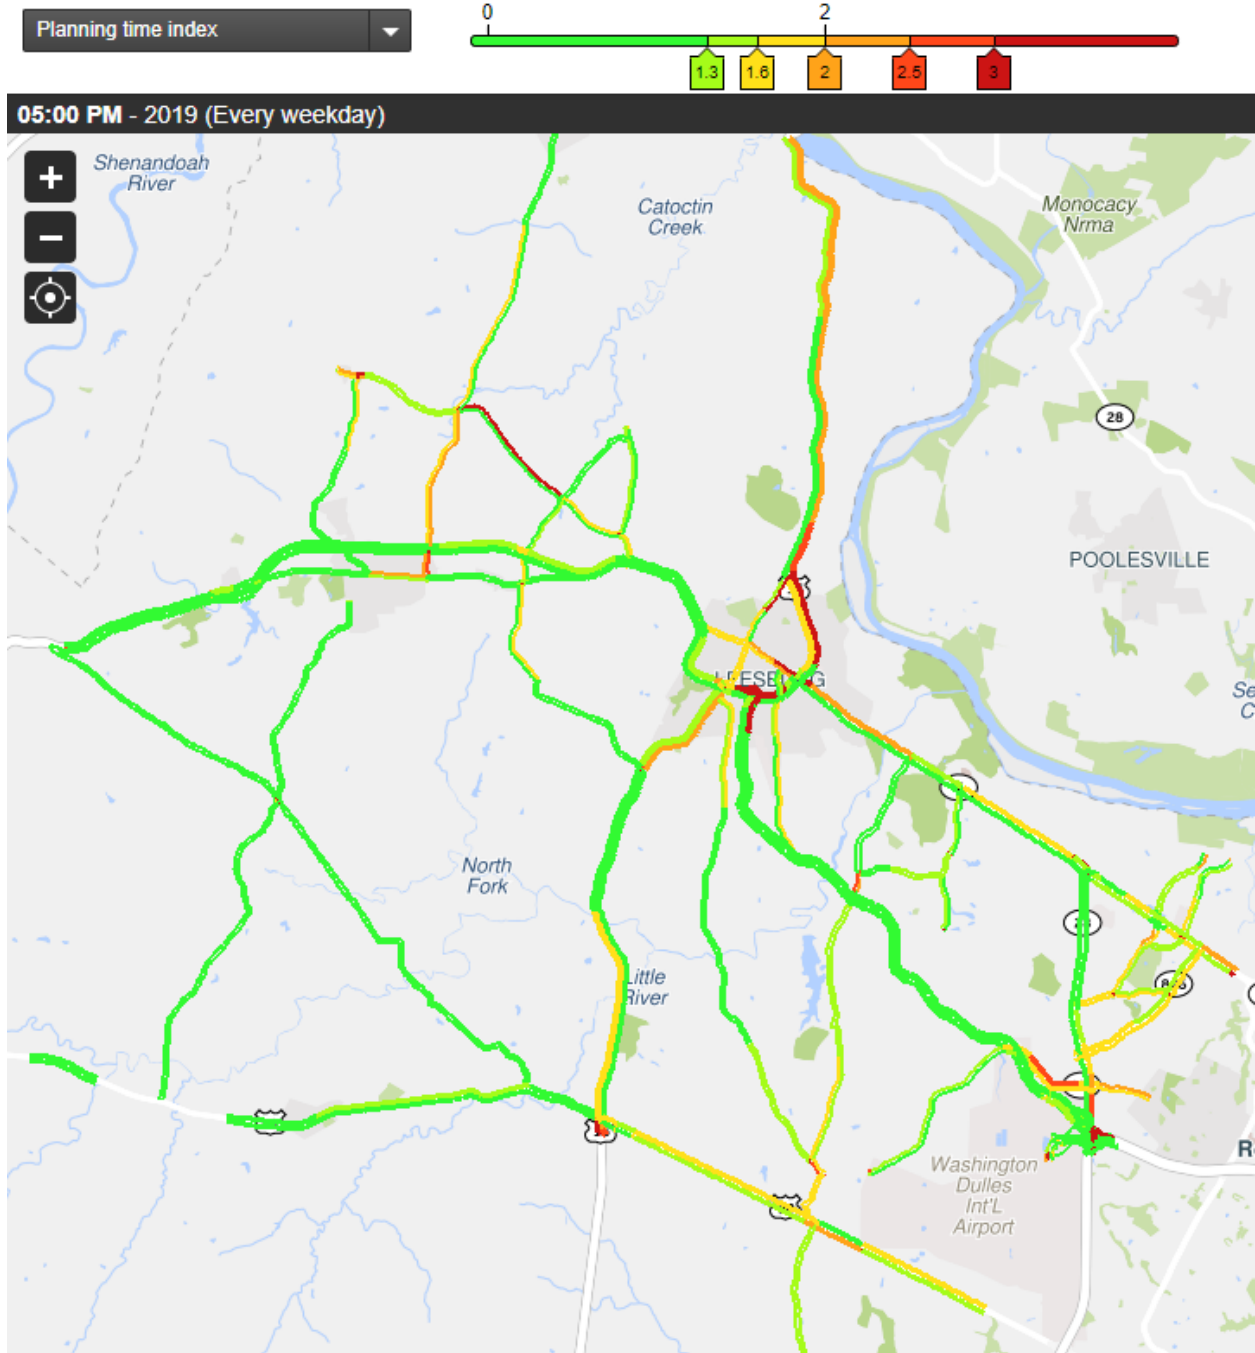 Planning time index
0 2
1.3 1.6 2 2.5 3
05:00 PM - 2019 (Every weekday)
Shenandoah
River
Catoctin
Creek
Monocacy
Nrma
28
POOLESVILLE
North
Fork
Little
River
Washington
Dulles
Int'L
Airport